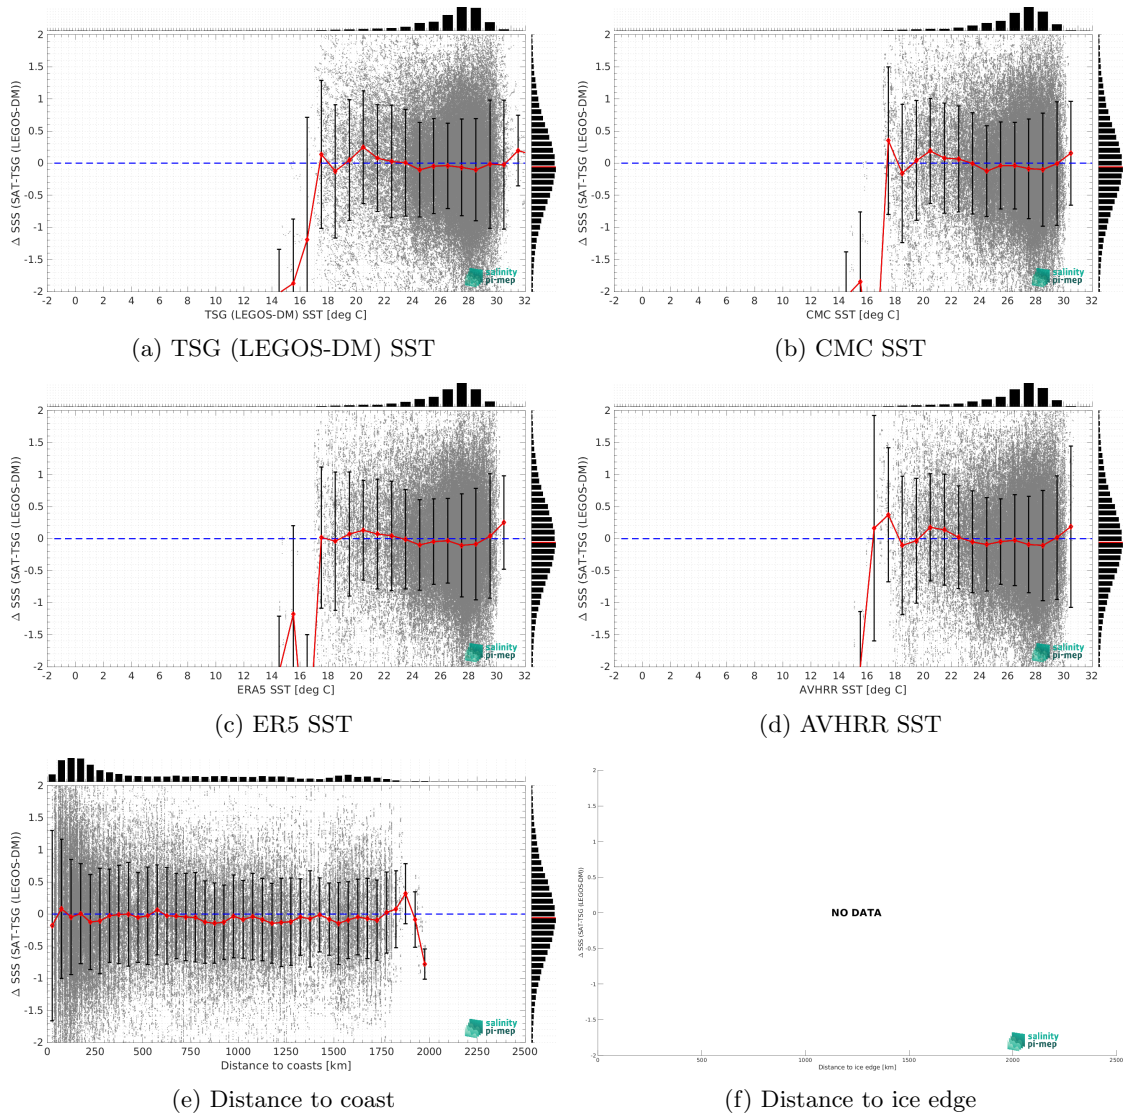 2
1.5
1
0.5
0
-0.5
-1
-1.5
-2
Δ SSS (SAT-TSG (LEGOS-DM))
salinity
pi-mep
-2 0 2 4 6 8 10 12 14 16 18 20 22 24 26 28 30 32
TSG (LEGOS-DM) SST [deg C]
(a) TSG (LEGOS-DM) SST
2
1.5
1
0.5
0
-0.5
-1
-1.5
-2
Δ SSS (SAT-TSG (LEGOS-DM))
salinity
pi-mep
-2 0 2 4 6 8 10 12 14 16 18 20 22 24 26 28 30 32
CMC SST [deg C]
(b) CMC SST
2
1.5
1
0.5
0
-0.5
-1
-1.5
-2
Δ SSS (SAT-TSG (LEGOS-DM))
salinity
pi-mep
-2 0 2 4 6 8 10 12 14 16 18 20 22 24 26 28 30 32
ERA5 SST [deg C]
(c) ER5 SST
2
1.5
1
0.5
0
-0.5
-1
-1.5
-2
Δ SSS (SAT-TSG (LEGOS-DM))
salinity
pi-mep
-2 0 2 4 6 8 10 12 14 16 18 20 22 24 26 28 30 32
AVHRR SST [deg C]
(d) AVHRR SST
2
1.5
1
0.5
0
-0.5
-1
-1.5
-2
Δ SSS (SAT-TSG (LEGOS-DM))
salinity
pi-mep
0 250 500 750 1000 1250 1500 1750 2000 2250 2500
Distance to coasts [km]
(e) Distance to coast
2
1.5
1
0.5
0
-0.5
-1
-1.5
-2
Δ SSS (SAT-TSG (LEGOS-DM))
NO DATA
salinity
pi-mep
0 500 1000 1500 2000 2500
Distance to ice edge [km]
(f) Distance to ice edge